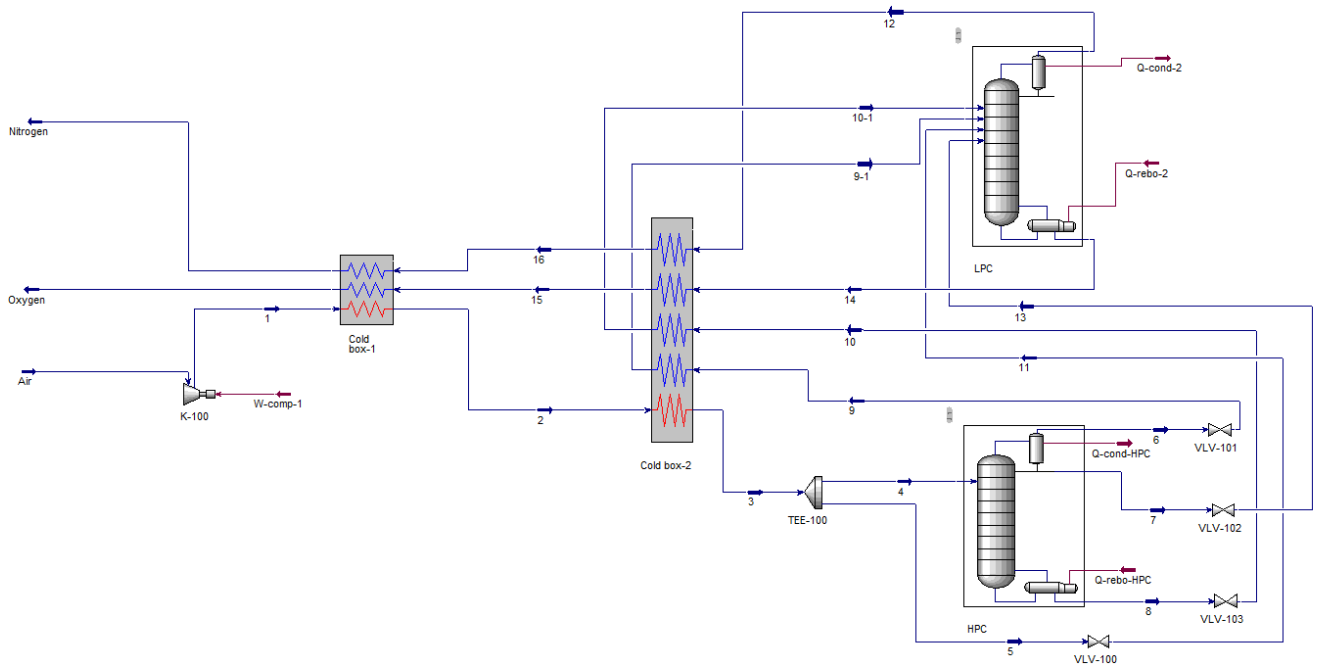 12
Q-cond-2
10-1
Nitrogen
9-1
Q-rebo-2
16
LPC
Oxygen
15
14
13
1
10
Cold
box-1
11
Air
K-100
W-comp-1
2
9
6
VLV-101
Q-cond-HPC
Cold box-2
3
4
TEE-100
7
VLV-102
Q-rebo-HPC
8
VLV-103
HPC
5
VLV-100